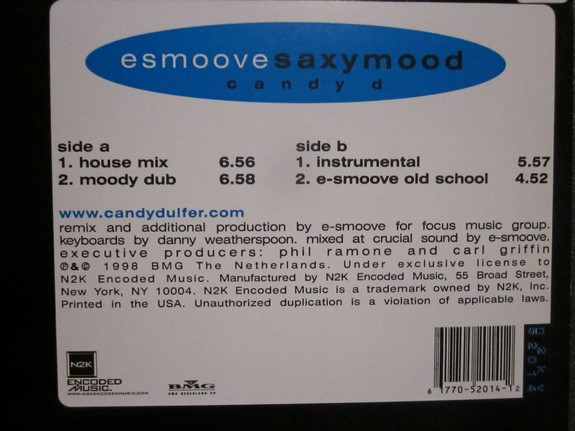 esmoovesaxymood
candy d
side a
1. house mix 6.56
2. moody dub 6.58
side b
1. instrumental 5.57
2. e-smoove old school 4.52
www.candydulfer.com
remix and additional production by e-smoove for focus music group.
keyboards by danny weatherspoon. mixed at crucial sound by e-smoove.
executive producers: phil ramone and carl griffin
℗&© 1998 BMG The Netherlands. Under exclusive license to
N2K Encoded Music. Manufactured by N2K Encoded Music, 55 Broad Street,
New York, NY 10004. N2K Encoded Music is a trademark owned by N2K, Inc.
Printed in the USA. Unauthorized duplication is a violation of applicable laws.
N2K
ENCODED
MUSIC.
www.n2kencodedmusic.com
BMG
6 17770-52014-12